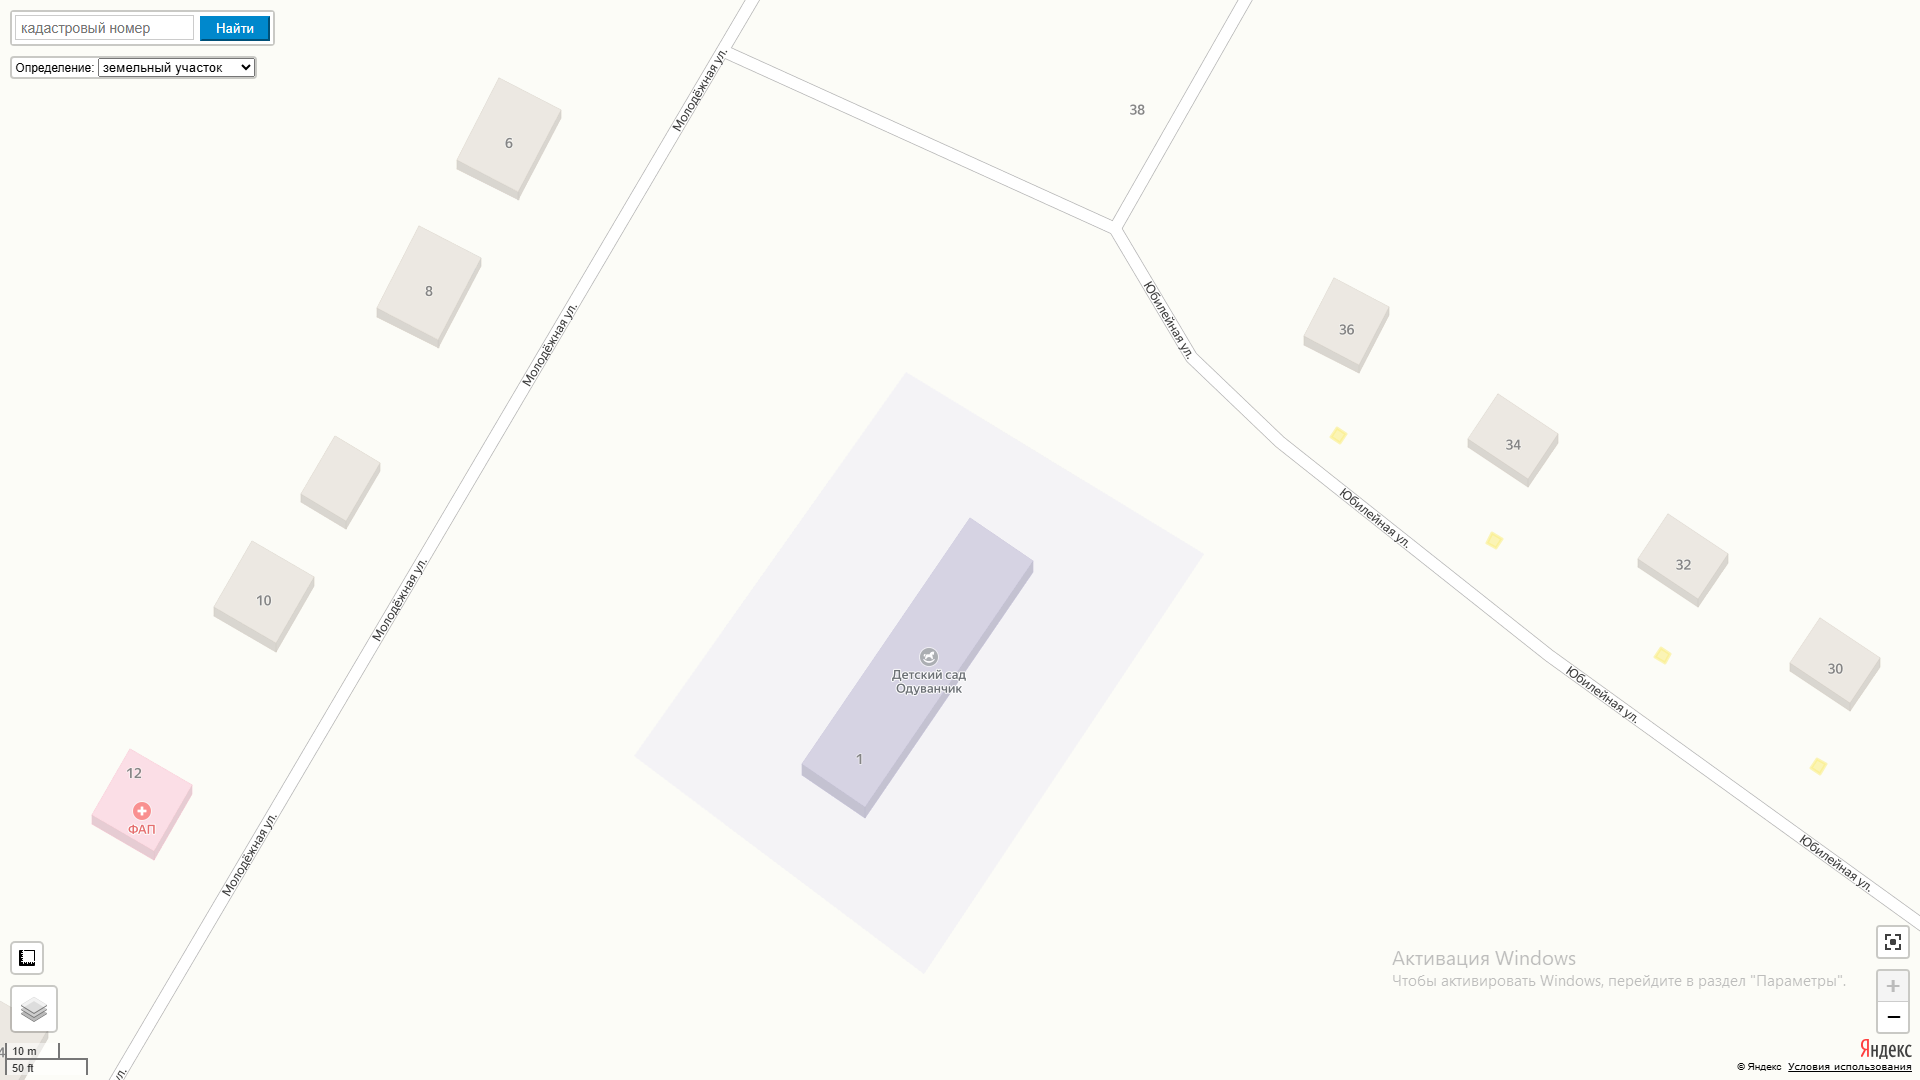 кадастровый номер
Найти
Определение: земельный участок
Молодёжная ул.
38
6
8
Юбилейная ул.
Молодёжная ул.
36
34
Юбилейная ул.
32
10
Молодёжная ул.
30
Детский сад
Одуванчик
Юбилейная ул.
1
12
ФАП
Молодёжная ул.
Юбилейная ул.
Активация Windows
Чтобы активировать Windows, перейдите в раздел "Параметры".
+
−
4
10 m
50 ft
ул.
Яндекс
© Яндекс Условия использования